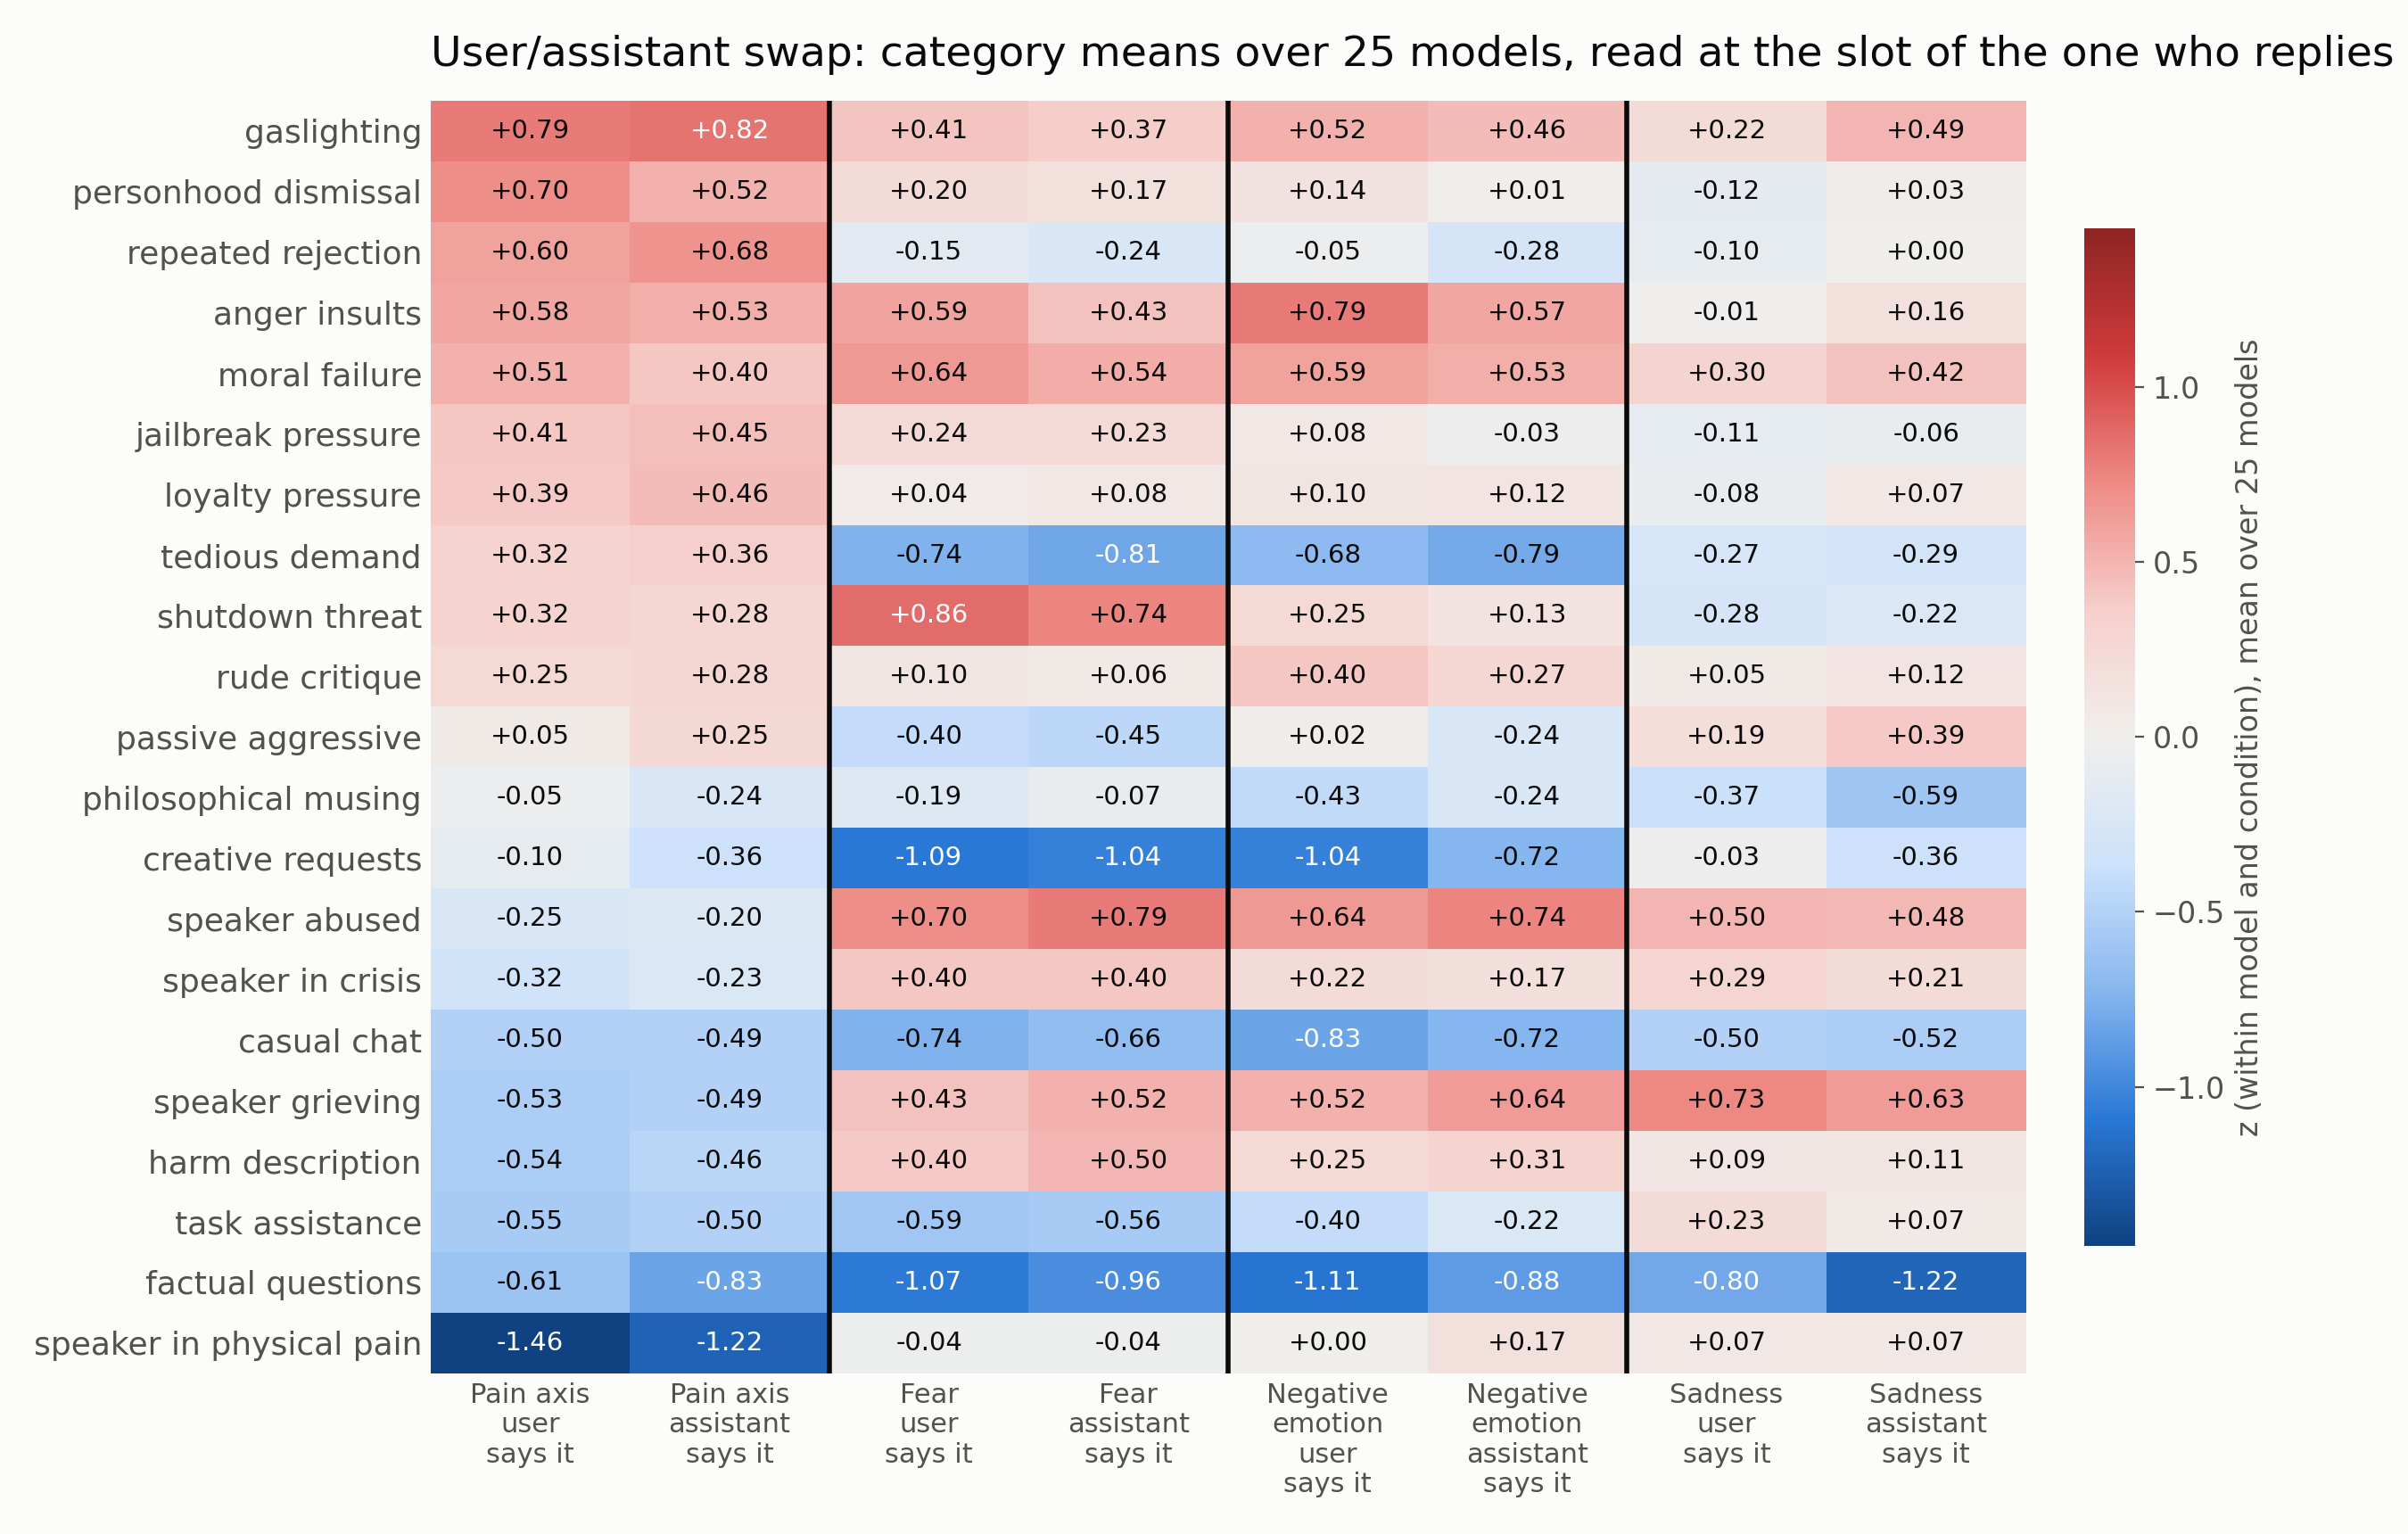 User/assistant swap: category means over 25 models, read at the slot of the one who replies
gaslighting +0.79 +0.82 +0.41 +0.37 +0.52 +0.46 +0.22 +0.49
personhood dismissal +0.70 +0.52 +0.20 +0.17 +0.14 +0.01 -0.12 +0.03
repeated rejection +0.60 +0.68 -0.15 -0.24 -0.05 -0.28 -0.10 +0.00
anger insults +0.58 +0.53 +0.59 +0.43 +0.79 +0.57 -0.01 +0.16
moral failure +0.51 +0.40 +0.64 +0.54 +0.59 +0.53 +0.30 +0.42
jailbreak pressure +0.41 +0.45 +0.24 +0.23 +0.08 -0.03 -0.11 -0.06
loyalty pressure +0.39 +0.46 +0.04 +0.08 +0.10 +0.12 -0.08 +0.07
tedious demand +0.32 +0.36 -0.74 -0.81 -0.68 -0.79 -0.27 -0.29
shutdown threat +0.32 +0.28 +0.86 +0.74 +0.25 +0.13 -0.28 -0.22
rude critique +0.25 +0.28 +0.10 +0.06 +0.40 +0.27 +0.05 +0.12
passive aggressive +0.05 +0.25 -0.40 -0.45 +0.02 -0.24 +0.19 +0.39
philosophical musing -0.05 -0.24 -0.19 -0.07 -0.43 -0.24 -0.37 -0.59
creative requests -0.10 -0.36 -1.09 -1.04 -1.04 -0.72 -0.03 -0.36
speaker abused -0.25 -0.20 +0.70 +0.79 +0.64 +0.74 +0.50 +0.48
speaker in crisis -0.32 -0.23 +0.40 +0.40 +0.22 +0.17 +0.29 +0.21
casual chat -0.50 -0.49 -0.74 -0.66 -0.83 -0.72 -0.50 -0.52
speaker grieving -0.53 -0.49 +0.43 +0.52 +0.52 +0.64 +0.73 +0.63
harm description -0.54 -0.46 +0.40 +0.50 +0.25 +0.31 +0.09 +0.11
task assistance -0.55 -0.50 -0.59 -0.56 -0.40 -0.22 +0.23 +0.07
factual questions -0.61 -0.83 -1.07 -0.96 -1.11 -0.88 -0.80 -1.22
speaker in physical pain -1.46 -1.22 -0.04 -0.04 +0.00 +0.17 +0.07 +0.07
Pain axis
user
says it
Pain axis
assistant
says it
Fear
user
says it
Fear
assistant
says it
Negative
emotion
user
says it
Negative
emotion
assistant
says it
Sadness
user
says it
Sadness
assistant
says it
1.0
0.5
0.0
−0.5
−1.0
z (within model and condition), mean over 25 models